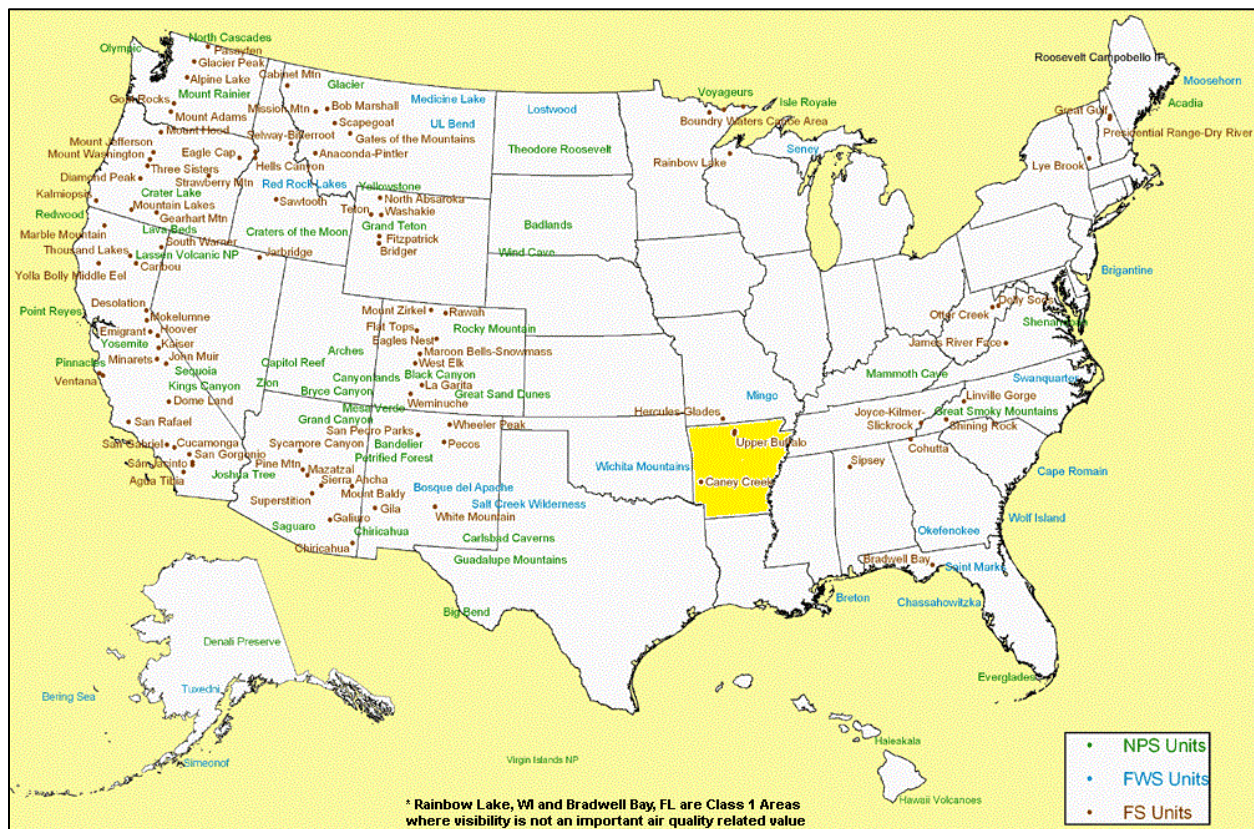 North Cascades
Olympic
Pasayten
Glacier Peak
Alpine Lake
Mount Rainier
Goat Rocks
Mount Adams
Mount Hood
Mount Jefferson
Mount Washington
Eagle Cap
Three Sisters
Diamond Peak
Strawberry Mtn
Kalmiopsis
Crater Lake
Mountain Lakes
Redwood
Gearhart Mtn
Lava Beds
Marble Mountain
South Warner
Thousand Lakes
Lassen Volcanic NP
Caribou
Yolla Bolly Middle Eel
Desolation
Mokelumne
Point Reyes
Emigrant
Hoover
Yosemite
Kaiser
Pinnacles
Minarets
John Muir
Sequoia
Ventana
Kings Canyon
Dome Land
San Rafael
San Gabriel
Cucamonga
San Gorgonio
San Jacinto
Agua Tibia
Joshua Tree
Cabinet Mtn
Glacier
Medicine Lake
Mission Mtn
Bob Marshall
Scapegoat
UL Bend
Gates of the Mountains
Selway-Bitterroot
Anaconda-Pintler
Hells Canyon
Red Rock Lakes
Yellowstone
Sawtooth
North Absaroka
Teton
Washakie
Grand Teton
Craters of the Moon
Fitzpatrick
Bridger
Jarbridge
Lostwood
Theodore Roosevelt
Badlands
Wind Cave
Mount Zirkel
Rawah
Flat Tops
Rocky Mountain
Eagles Nest
Arches
Maroon Bells-Snowmass
Capitol Reef
West Elk
Canyonlands
Black Canyon
Zion
La Garita
Bryce Canyon
Weminuche
Great Sand Dunes
Mesa Verde
Grand Canyon
Wheeler Peak
San Pedro Parks
Sycamore Canyon
Bandelier
Pecos
Petrified Forest
Pine Mtn
Mazatzal
Sierra Ancha
Superstition
Mount Baldy
Bosque del Apache
Salt Creek Wilderness
Gila
White Mountain
Saguaro
Galiuro
Chiricahua
Chiricahua
Carlsbad Caverns
Guadalupe Mountains
Big Bend
Wichita Mountains
Voyageurs
Isle Royale
Boundry Waters Canoe Area
Rainbow Lake
Seney
Mingo
Hercules-Glades
Upper Buffalo
Caney Creek
Roosevelt Campobello IP
Moosehorn
Acadia
Great Gulf
Presidential Range-Dry River
Lye Brook
Brigantine
Dolly Sods
Otter Creek
Shenandoah
James River Face
Mammoth Cave
Swanquarter
Linville Gorge
Joyce-Kilmer-
Slickrock
Great Smoky Mountains
Shining Rock
Cohutta
Sipsey
Cape Romain
Wolf Island
Okefenokee
Bradwell Bay
Saint Marks
Breton
Chassahowitzka
Everglades
Denali Preserve
Bering Sea
Tuxedni
Simeonof
Virgin Islands NP
Haleakala
Hawaii Volcanoes
NPS Units
FWS Units
FS Units
* Rainbow Lake, WI and Bradwell Bay, FL are Class 1 Areas
where visibility is not an important air quality related value